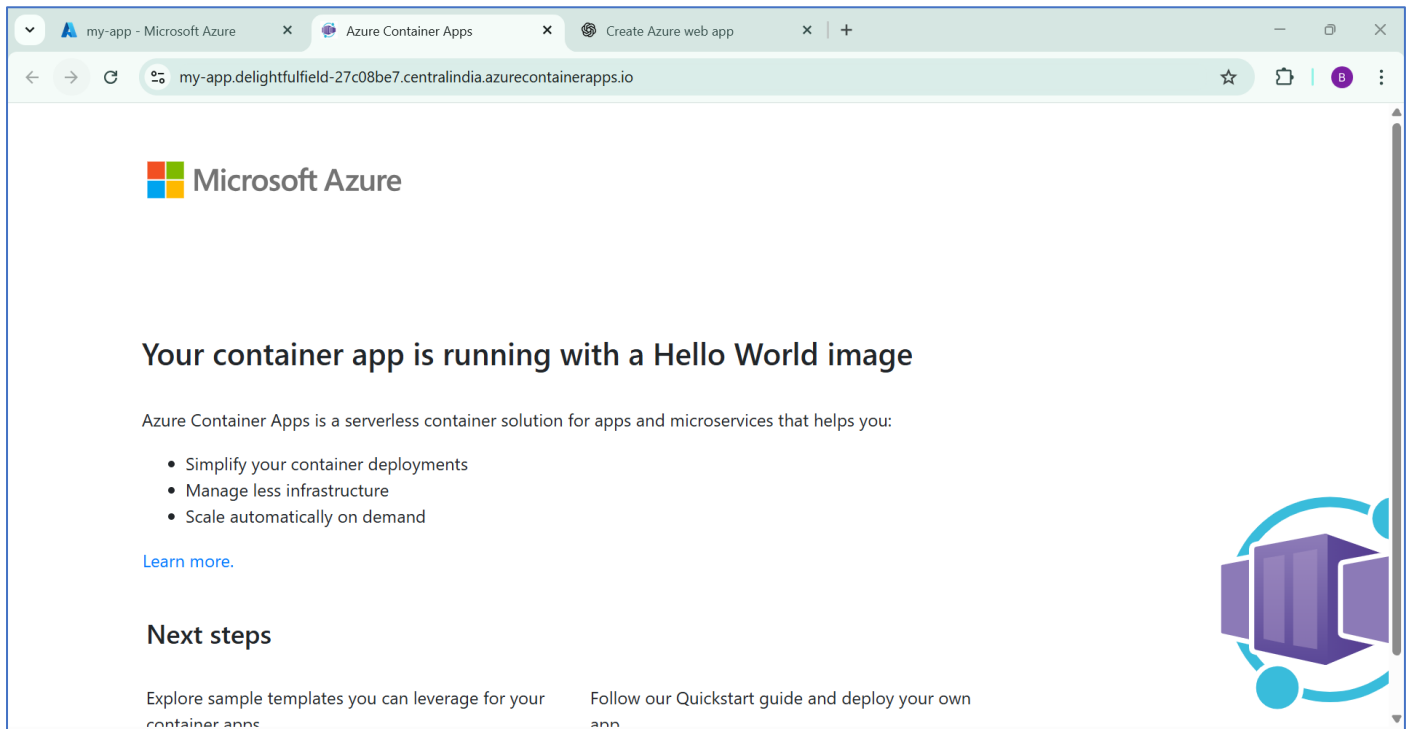 my-app - Microsoft Azure
Azure Container Apps
Create Azure web app
my-app.delightfulfield-27c08be7.centralindia.azurecontainerapps.io
B
Microsoft Azure
Your container app is running with a Hello World image
Azure Container Apps is a serverless container solution for apps and microservices that helps you:
Simplify your container deployments
Manage less infrastructure
Scale automatically on demand
Learn more.
Next steps
Explore sample templates you can leverage for your
container apps
Follow our Quickstart guide and deploy your own
app